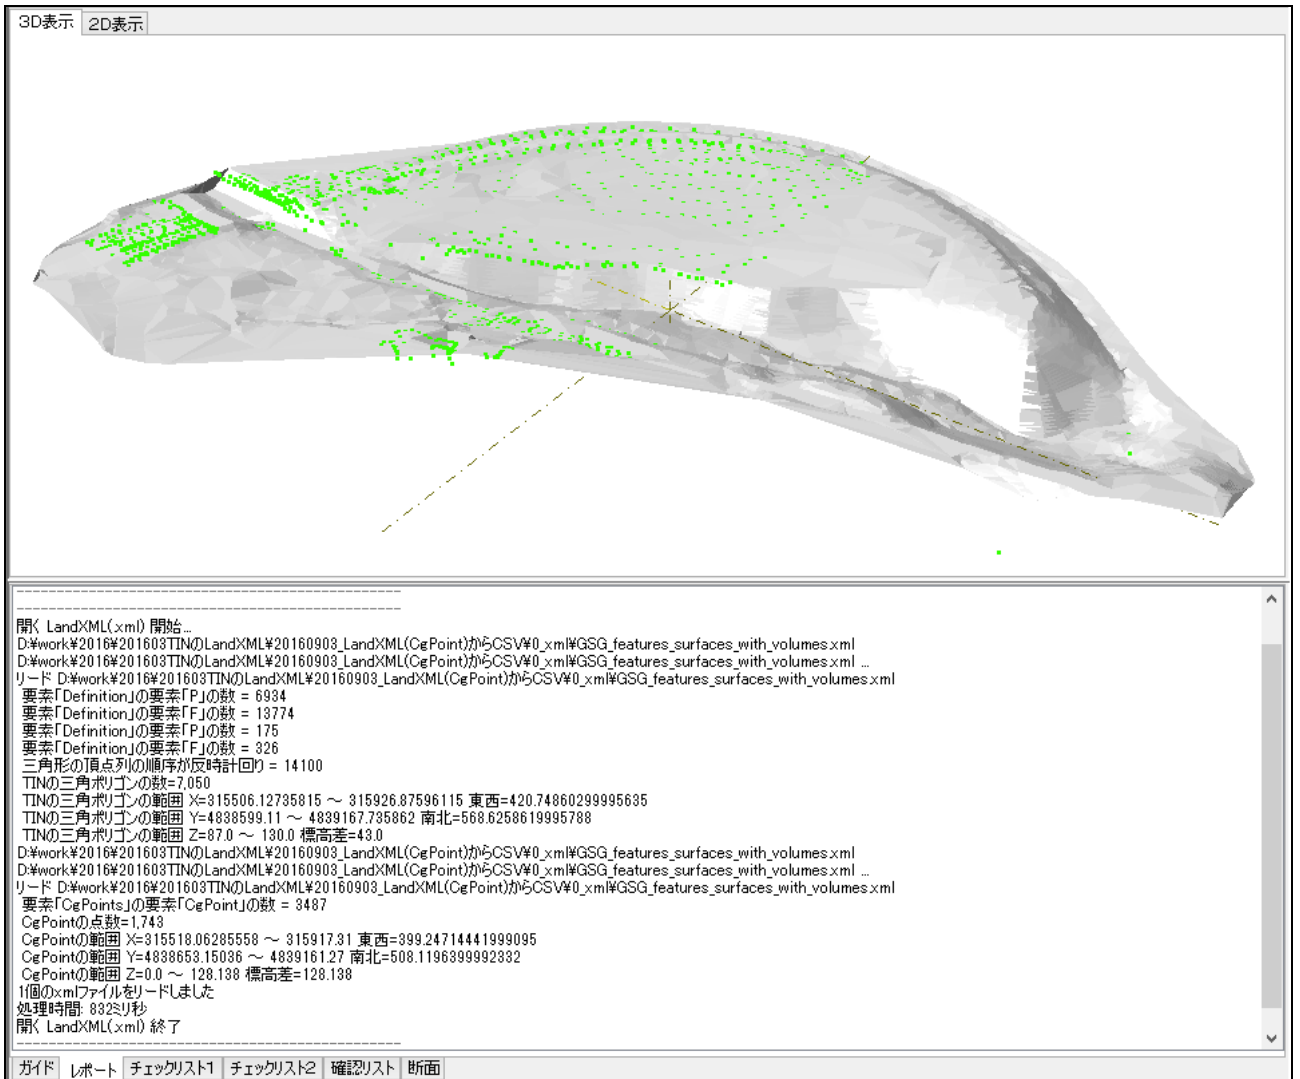 3D表示 2D表示
------------------------------------------------
------------------------------------------------
開く LandXML(.xml) 開始...
D:¥work¥2016¥201603TINのLandXML¥20160903_LandXML(CgPoint)からCSV¥0_xml¥GSG_features_surfaces_with_volumes.xml
D:¥work¥2016¥201603TINのLandXML¥20160903_LandXML(CgPoint)からCSV¥0_xml¥GSG_features_surfaces_with_volumes.xml ...
リード D:¥work¥2016¥201603TINのLandXML¥20160903_LandXML(CgPoint)からCSV¥0_xml¥GSG_features_surfaces_with_volumes.xml
要素「Definition」の要素「P」の数 = 6934
要素「Definition」の要素「F」の数 = 13774
要素「Definition」の要素「P」の数 = 175
要素「Definition」の要素「F」の数 = 326
三角形の頂点列の順序が反時計回り = 14100
TINの三角ポリゴンの数=7,050
TINの三角ポリゴンの範囲 X=315506.12735815 ～ 315926.87596115 東西=420.74860299995635
TINの三角ポリゴンの範囲 Y=4838599.11 ～ 4839167.735862 南北=568.6258619995788
TINの三角ポリゴンの範囲 Z=87.0 ～ 130.0 標高差=43.0
D:¥work¥2016¥201603TINのLandXML¥20160903_LandXML(CgPoint)からCSV¥0_xml¥GSG_features_surfaces_with_volumes.xml
D:¥work¥2016¥201603TINのLandXML¥20160903_LandXML(CgPoint)からCSV¥0_xml¥GSG_features_surfaces_with_volumes.xml ...
リード D:¥work¥2016¥201603TINのLandXML¥20160903_LandXML(CgPoint)からCSV¥0_xml¥GSG_features_surfaces_with_volumes.xml
要素「CgPoints」の要素「CgPoint」の数 = 3487
CgPointの点数=1,743
CgPointの範囲 X=315518.06285558 ～ 315917.31 東西=399.24714441999095
CgPointの範囲 Y=4838653.15036 ～ 4839161.27 南北=508.1196399992332
CgPointの範囲 Z=0.0 ～ 128.138 標高差=128.138
1個のxmlファイルをリードしました
処理時間: 832ミリ秒
開く LandXML(.xml) 終了
------------------------------------------------
ガイド レポート チェックリスト1 チェックリスト2 確認リスト 断面